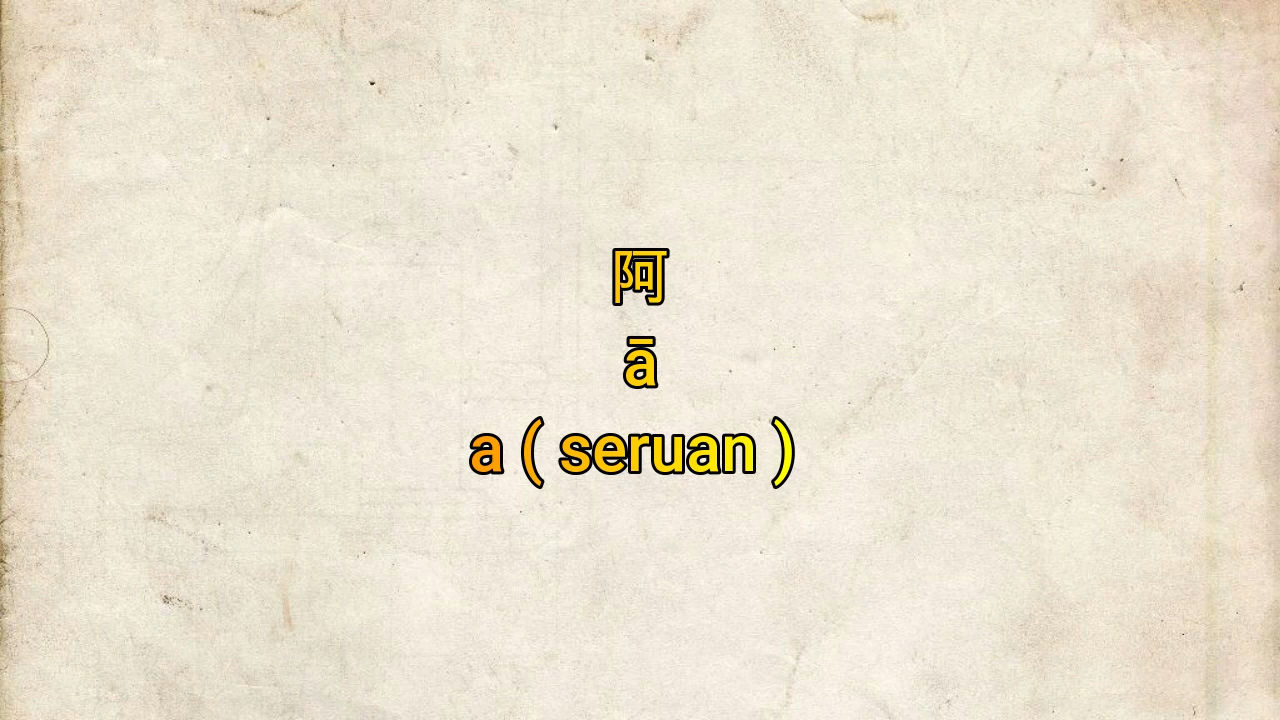 阿
ā
a ( seruan )